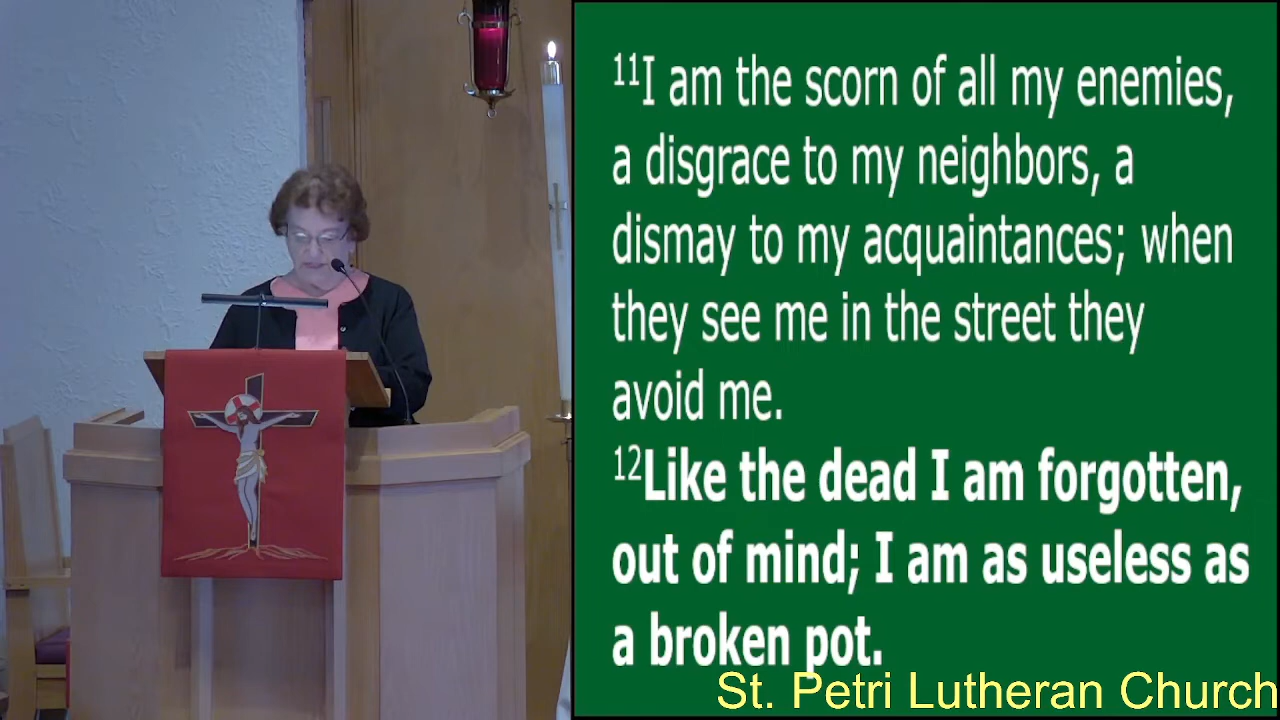 11I am the scorn of all my enemies,
a disgrace to my neighbors, a
dismay to my acquaintances; when
they see me in the street they
avoid me.
12Like the dead I am forgotten,
out of mind; I am as useless as
a broken pot.
St. Petri Lutheran Church